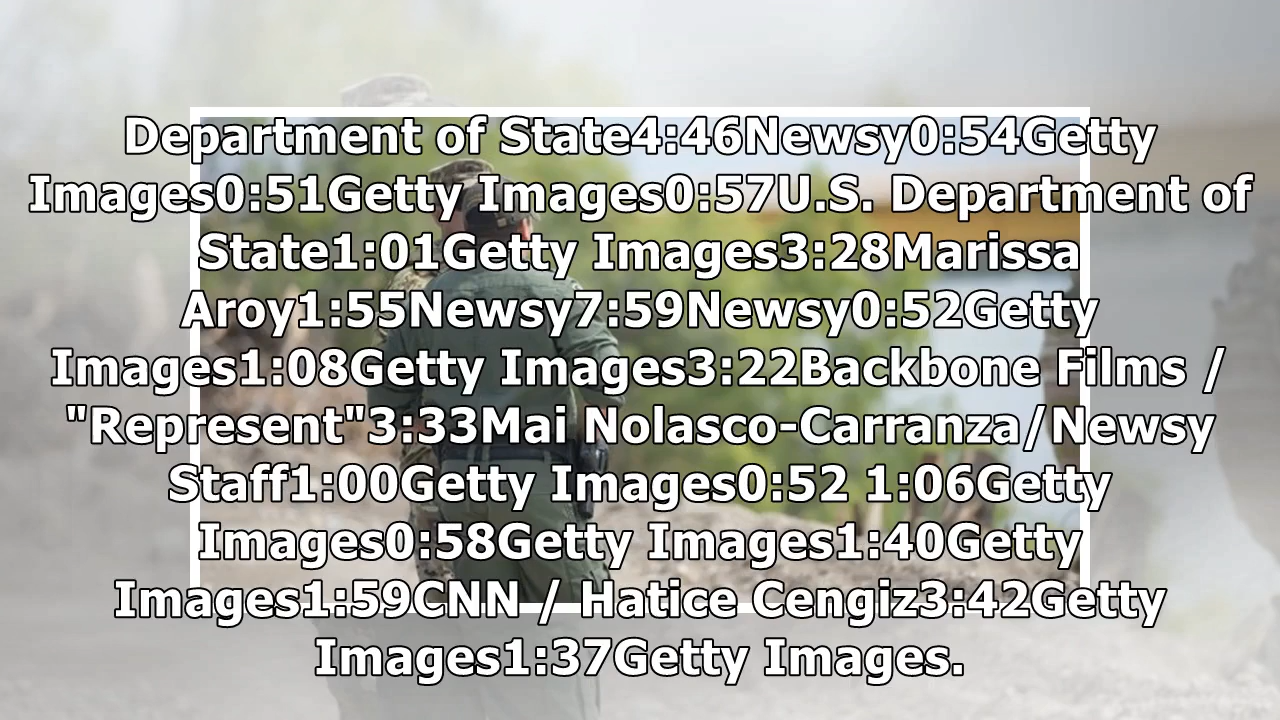 Department of State4:46Newsy0:54Getty
Images0:51Getty Images0:57U.S. Department of
State1:01Getty Images3:28Marissa
Aroy1:55Newsy7:59Newsy0:52Getty
Images1:08Getty Images3:22Backbone Films /
"Represent"3:33Mai Nolasco-Carranza/Newsy
Staff1:00Getty Images0:52 1:06Getty
Images0:58Getty Images1:40Getty
Images1:59CNN / Hatice Cengiz3:42Getty
Images1:37Getty Images.